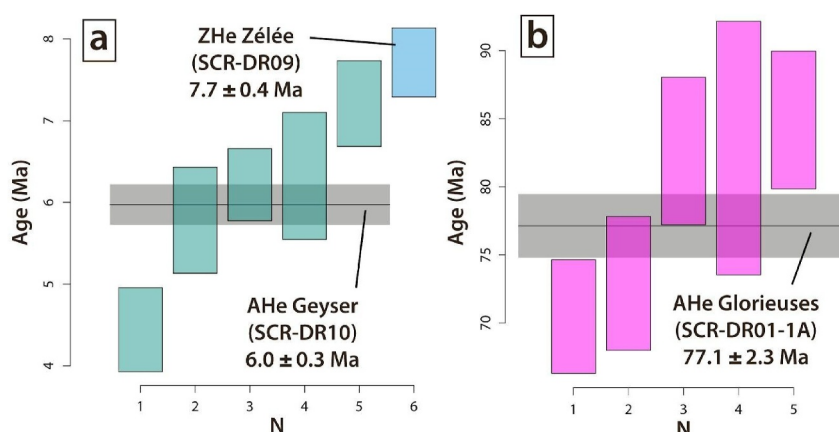 a
ZHe Zélée
(SCR-DR09)
7.7 ± 0.4 Ma
AHe Geyser
(SCR-DR10)
6.0 ± 0.3 Ma
Age (Ma)
8
7
6
5
4
1 2 3 4 5 6
N
b
AHe Glorieuses
(SCR-DR01-1A)
77.1 ± 2.3 Ma
Age (Ma)
90
85
80
75
70
1 2 3 4 5
N